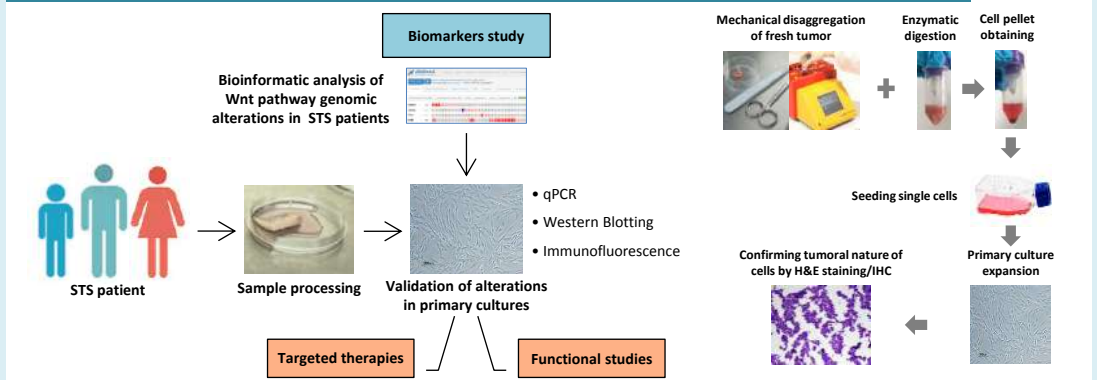 Biomarkers study
Bioinformatic analysis of
Wnt pathway genomic
alterations in STS patients
STS patient
Sample processing
Validation of alterations
in primary cultures
• qPCR
• Western Blotting
• Immunofluorescence
Targeted therapies
Functional studies
Mechanical disaggregation
of fresh tumor
Enzymatic
digestion
Cell pellet
obtaining
Seeding single cells
Primary culture
expansion
Confirming tumoral nature of
cells by H&E staining/IHC